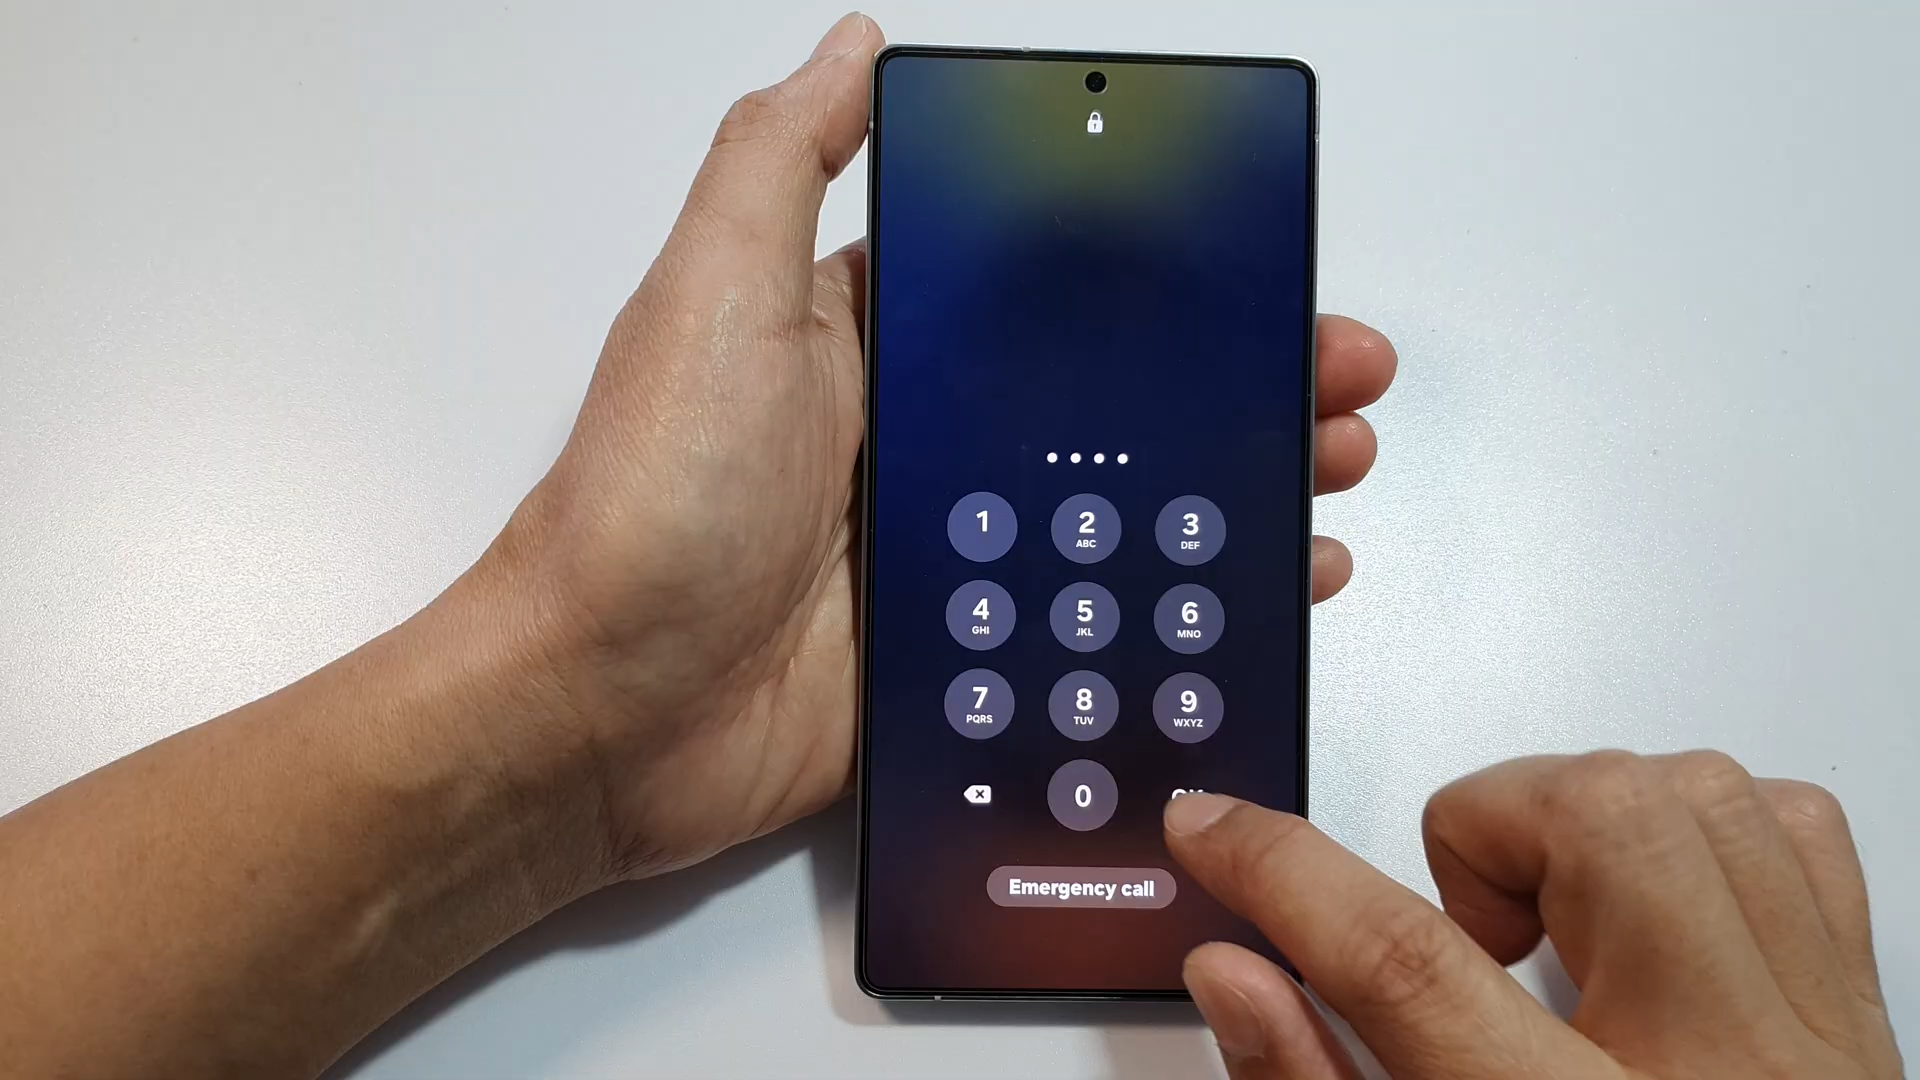 1 2 3
ABC DEF
4 5 6
GHI JKL MNO
7 8 9
PQRS TUV WXYZ
0 OK
Emergency call